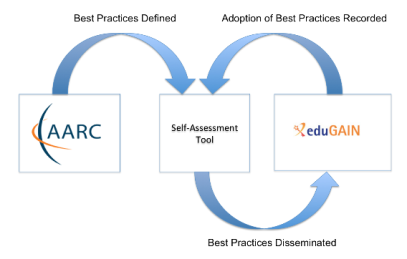 Best Practices Defined
Adoption of Best Practices Recorded
AARC
Self-Assessment
Tool
eduGAIN
Best Practices Disseminated